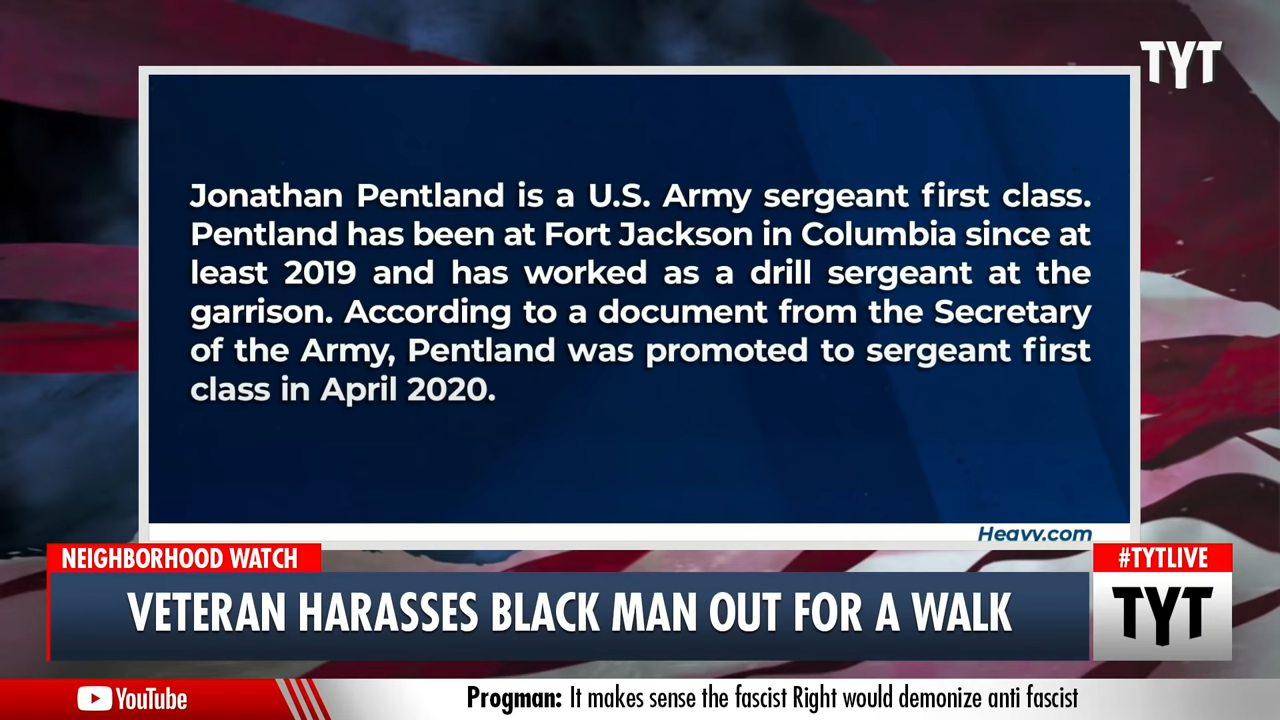 TYT
Jonathan Pentland is a U.S. Army sergeant first class.
Pentland has been at Fort Jackson in Columbia since at
least 2019 and has worked as a drill sergeant at the
garrison. According to a document from the Secretary
of the Army, Pentland was promoted to sergeant first
class in April 2020.
Heavy.com
NEIGHBORHOOD WATCH
#TYTLIVE
VETERAN HARASSES BLACK MAN OUT FOR A WALK
TYT
YouTube
Progman: It makes sense the fascist Right would demonize anti fascist